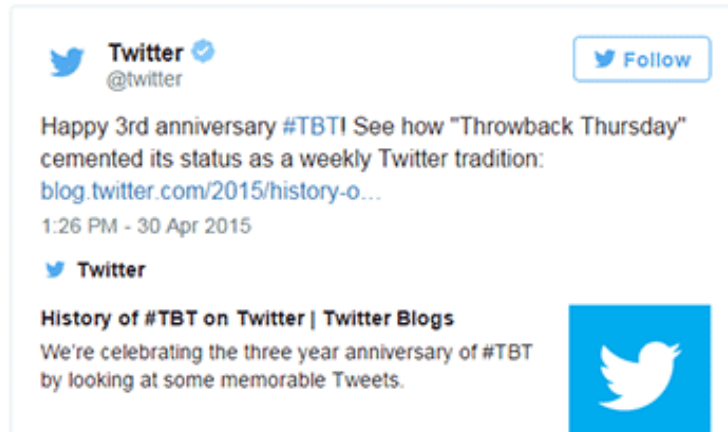 Twitter
@twitter
Follow
Happy 3rd anniversary #TBT! See how "Throwback Thursday"
cemented its status as a weekly Twitter tradition:
blog.twitter.com/2015/history-o...
1:26 PM - 30 Apr 2015
Twitter
History of #TBT on Twitter | Twitter Blogs
We're celebrating the three year anniversary of #TBT
by looking at some memorable Tweets.